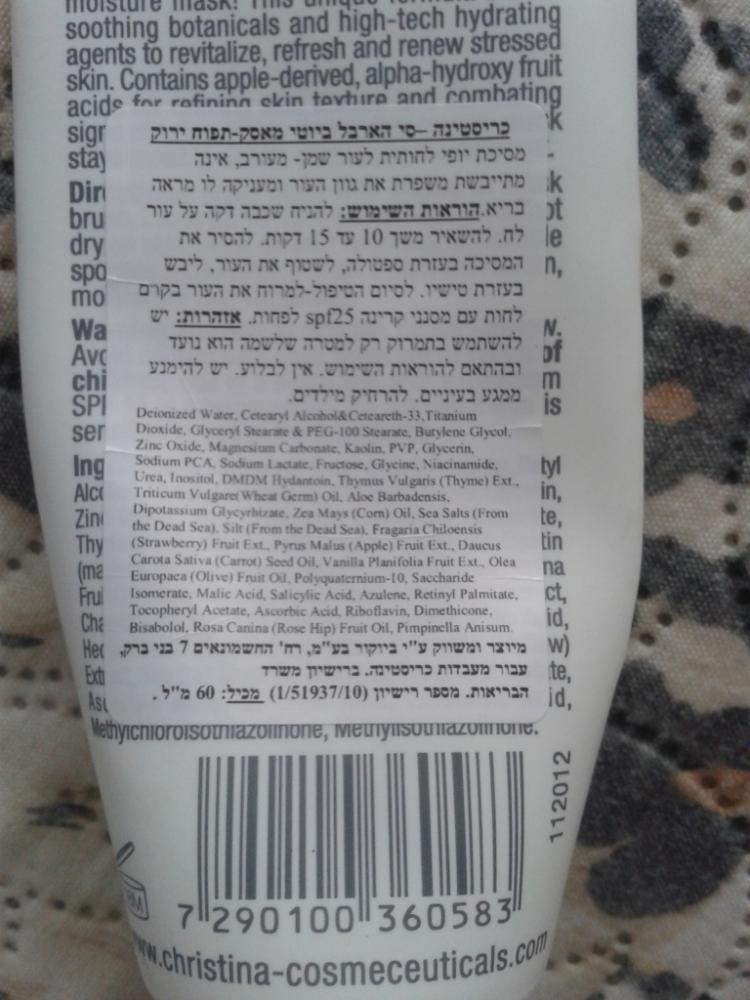 moisture mask! This unique
soothing botanicals and high-tech hydrating
agents to revitalize, refresh and renew stressed
skin. Contains apple-derived, alpha-hydroxy fruit
acids for refining skin texture and combating
כריסטינה –סי הארבל ביוטי מאסק-תפוח ירוק
מסיכת יופי לחותית לעור שמן- מעורב, אינה
מתייבשת משפרת את גוון העור ומעניקה לו מראה
בריא.הוראות השימוש: להניח שכבה דקה על עור
לח. להשאיר משך 10 עד 15 דקות. להסיר את
המסיכה בעזרת ספטולה, לשטוף את העור, ליבש
בעזרת טישיו. לסיום הטיפול-למרוח את העור בקרם
לחות עם מסנני קרינה spf25 לפחות. אזהרות: יש
להשתמש בתמרוק רק למטרה שלשמה הוא נועד
ובהתאם להוראות השימוש. אין לבלוע. יש להימנע
ממגע בעיניים. להרחיק מילדים.
Deionized Water, Cetearyl Alcohol&Ceteareth-33,Titanium
Dioxide, Glyceryl Stearate & PEG-100 Stearate, Butylene Glycol,
Zinc Oxide, Magnesium Carbonate, Kaolin, PVP, Glycerin,
Sodium PCA, Sodium Lactate, Fructose, Glycine, Niacinamide,
Urea, Inositol, DMDM Hydantoin, Thymus Vulgaris (Thyme) Ext.,
Triticum Vulgare(Wheat Germ) Oil, Aloe Barbadensis,
Dipotassium Glycyrhizate, Zea Mays (Corn) Oil, Sea Salts (From
the Dead Sea), Silt (From the Dead Sea), Fragaria Chiloensis
(Strawberry) Fruit Ext., Pyrus Malus (Apple) Fruit Ext., Daucus
Carota Sativa (Carrot) Seed Oil, Vanilla Planifolia Fruit Ext., Olea
Europaea (Olive) Fruit Oil, Polyquaternium-10, Saccharide
Isomerate, Malic Acid, Salicylic Acid, Azulene, Retinyl Palmitate,
Tocopheryl Acetate, Ascorbic Acid, Riboflavin, Dimethicone,
Bisabolol, Rosa Canina (Rose Hip) Fruit Oil, Pimpinella Anisum.
מיוצר ומשווק ע"י ביוקור בע"מ, רח' החשמונאים 7 בני ברק,
עבור מעבדות כריסטינה. ברישיון משרד
הבריאות. מספר רישיון (1/51937/10) מכיל: 60 מ"ל .
Methylchloroisothiazolinone, Methylisothiazolinone.
112012
7 290100 360583
www.christina-cosmeceuticals.com